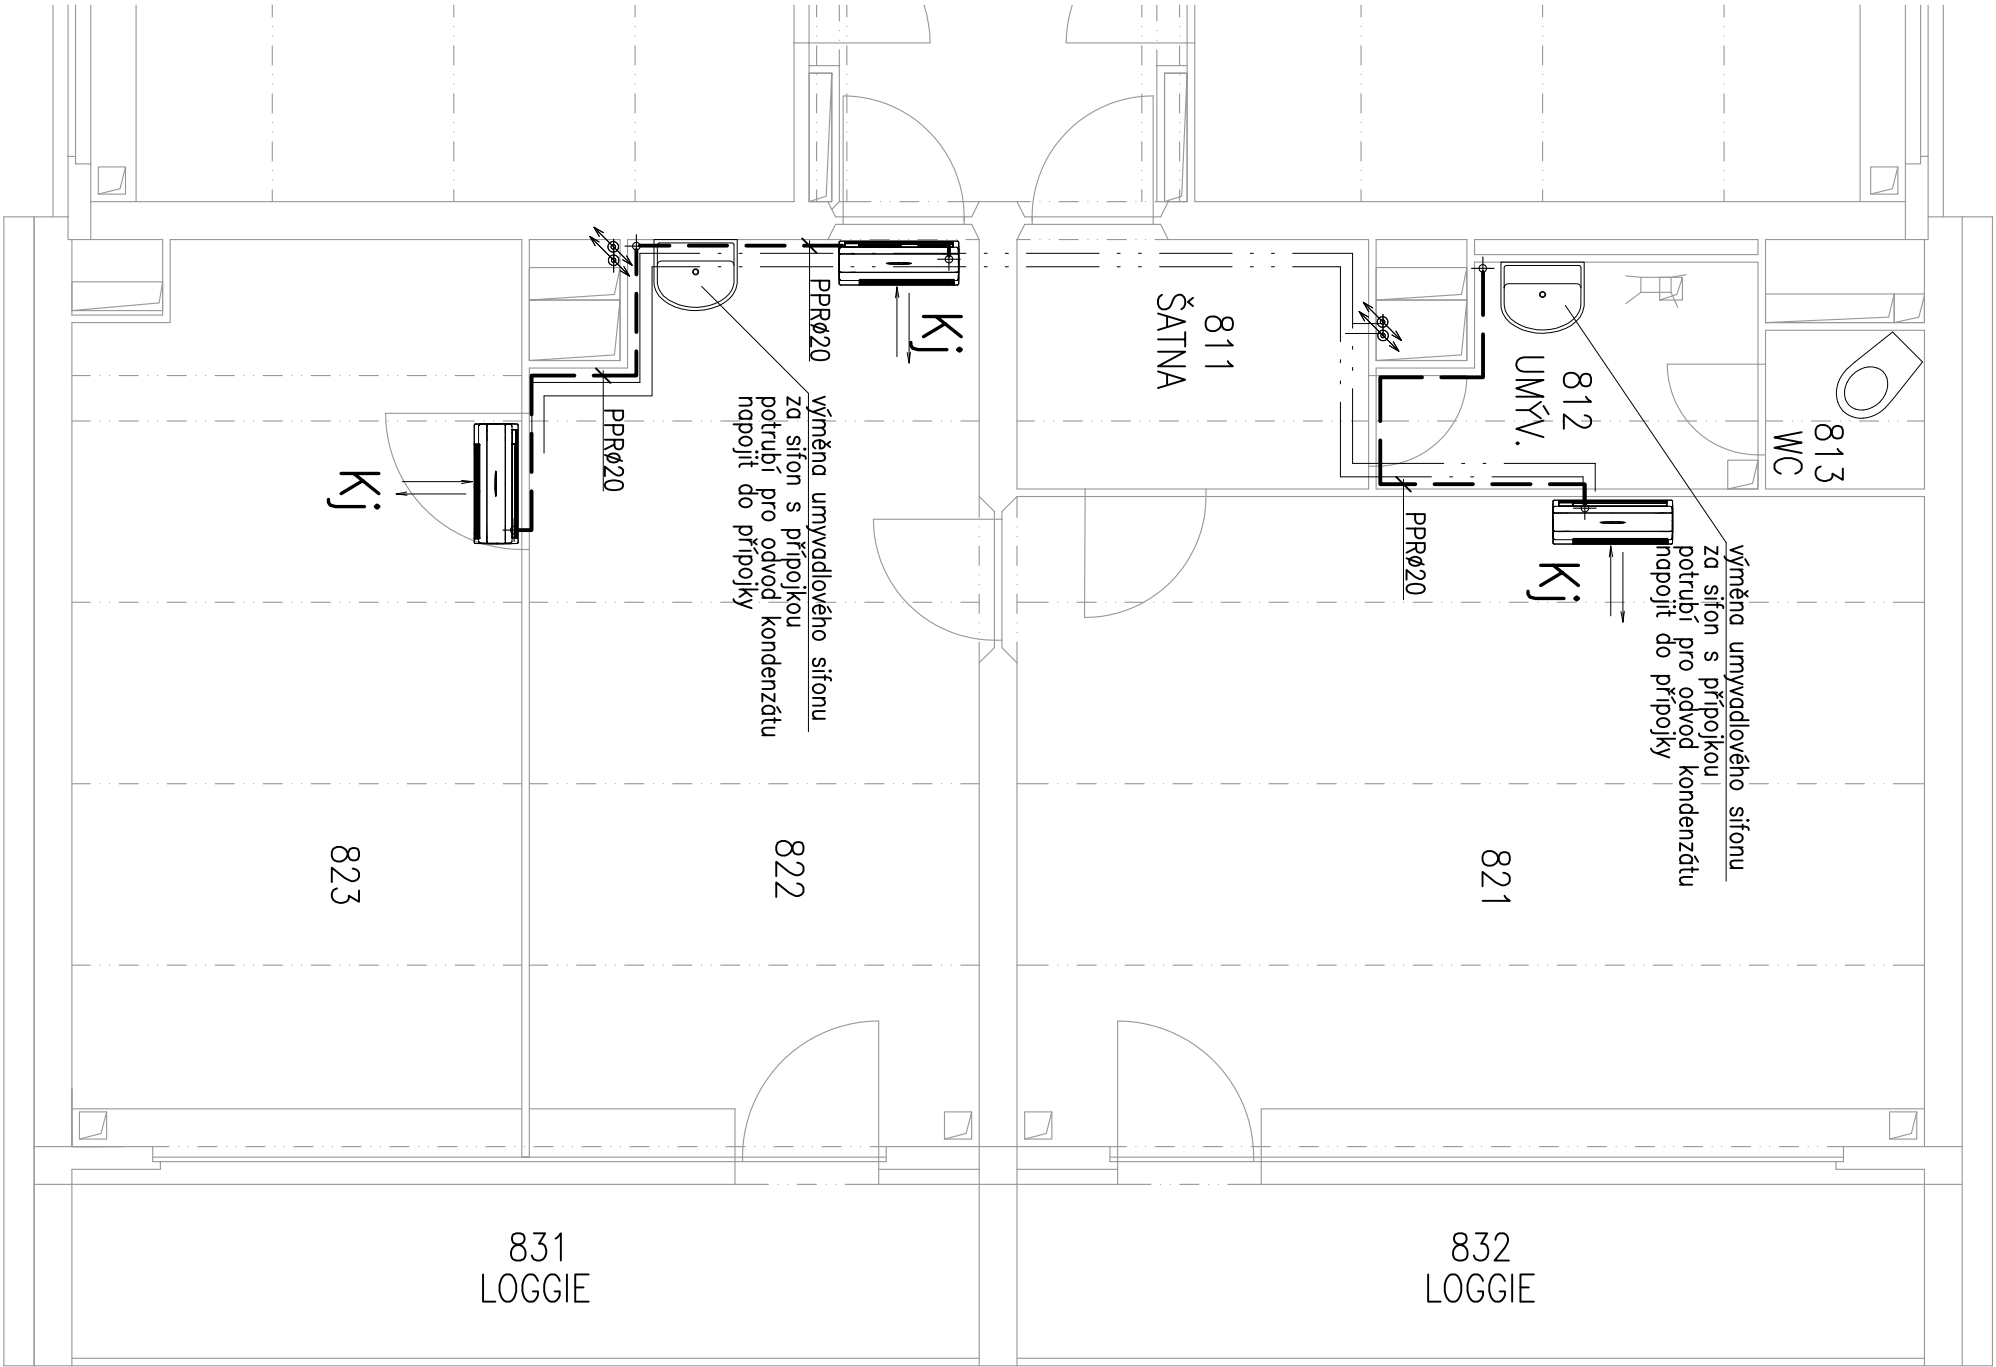 PPRø20
Kj
811
ŠATNA
812
UMÝV.
813
WC
PPRø20
Kj
výměna umyvadlového sifonu
za sifon s přípojkou
potrubí pro odvod kondenzátu
napojit do přípojky
PPRø20
Kj
výměna umyvadlového sifonu
za sifon s přípojkou
potrubí pro odvod kondenzátu
napojit do přípojky
823
822
821
831
LOGGIE
832
LOGGIE